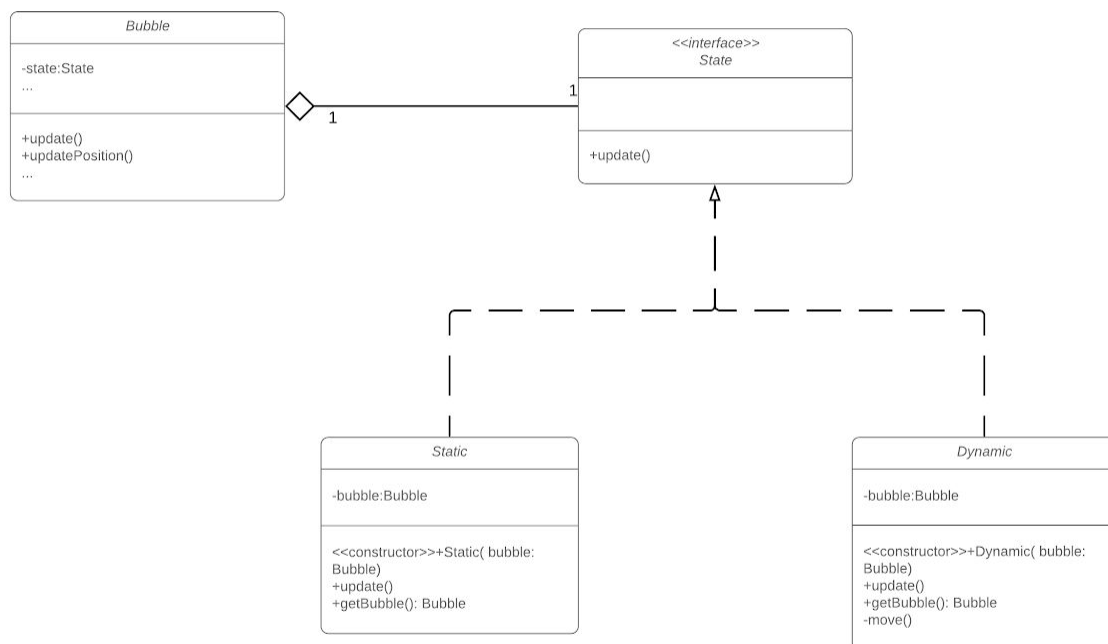 Bubble
-state:State
...
+update()
+updatePosition()
...
1
1
<<interface>>
State
+update()
Static
-bubble:Bubble
<<constructor>>+Static( bubble:
Bubble)
+update()
+getBubble(): Bubble
Dynamic
-bubble:Bubble
<<constructor>>+Dynamic( bubble:
Bubble)
+update()
+getBubble(): Bubble
-move()